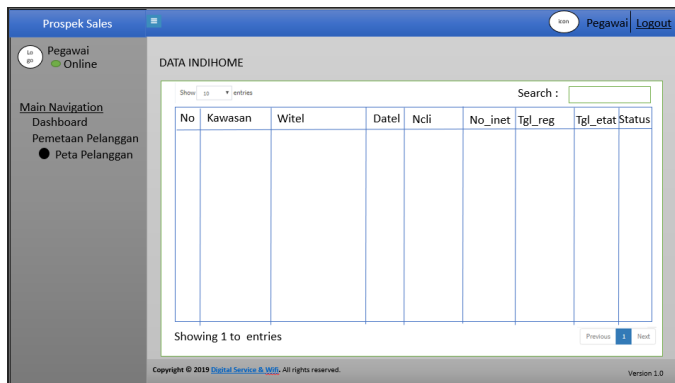 Prospek Sales
icon
Pegawai Logout
Lo
go
Pegawai
Online
DATA INDIHOME
Main Navigation
Dashboard
Pemetaan Pelanggan
Peta Pelanggan
Show 10 entries
Search :
No Kawasan Witel Datel Ncli No_inet Tgl_reg Tgl_etat Status
Showing 1 to entries
Previous 1 Next
Copyright © 2019 Digital Service & Wifi. All rights reserved.
Version 1.0